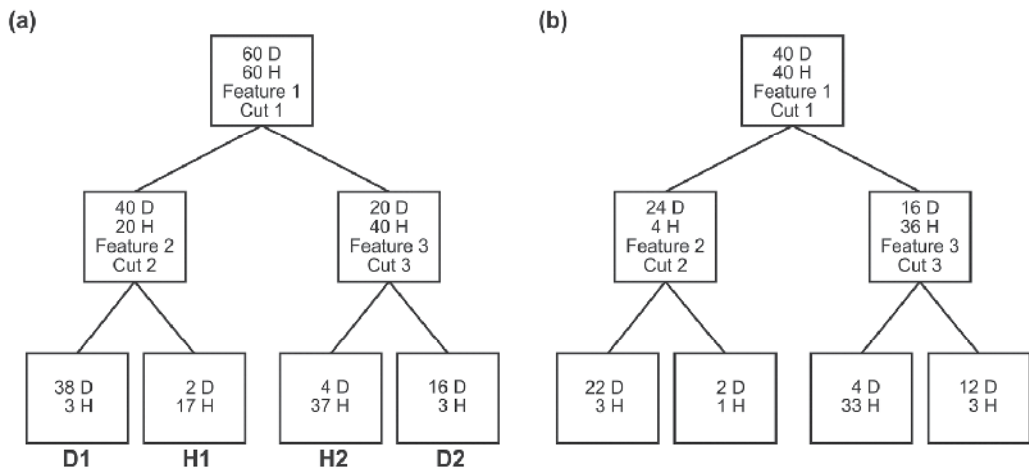 (a)
60 D
60 H
Feature 1
Cut 1
40 D
20 H
Feature 2
Cut 2
20 D
40 H
Feature 3
Cut 3
38 D
3 H
2 D
17 H
4 D
37 H
16 D
3 H
D1
H1
H2
D2
(b)
40 D
40 H
Feature 1
Cut 1
24 D
4 H
Feature 2
Cut 2
16 D
36 H
Feature 3
Cut 3
22 D
3 H
2 D
1 H
4 D
33 H
12 D
3 H